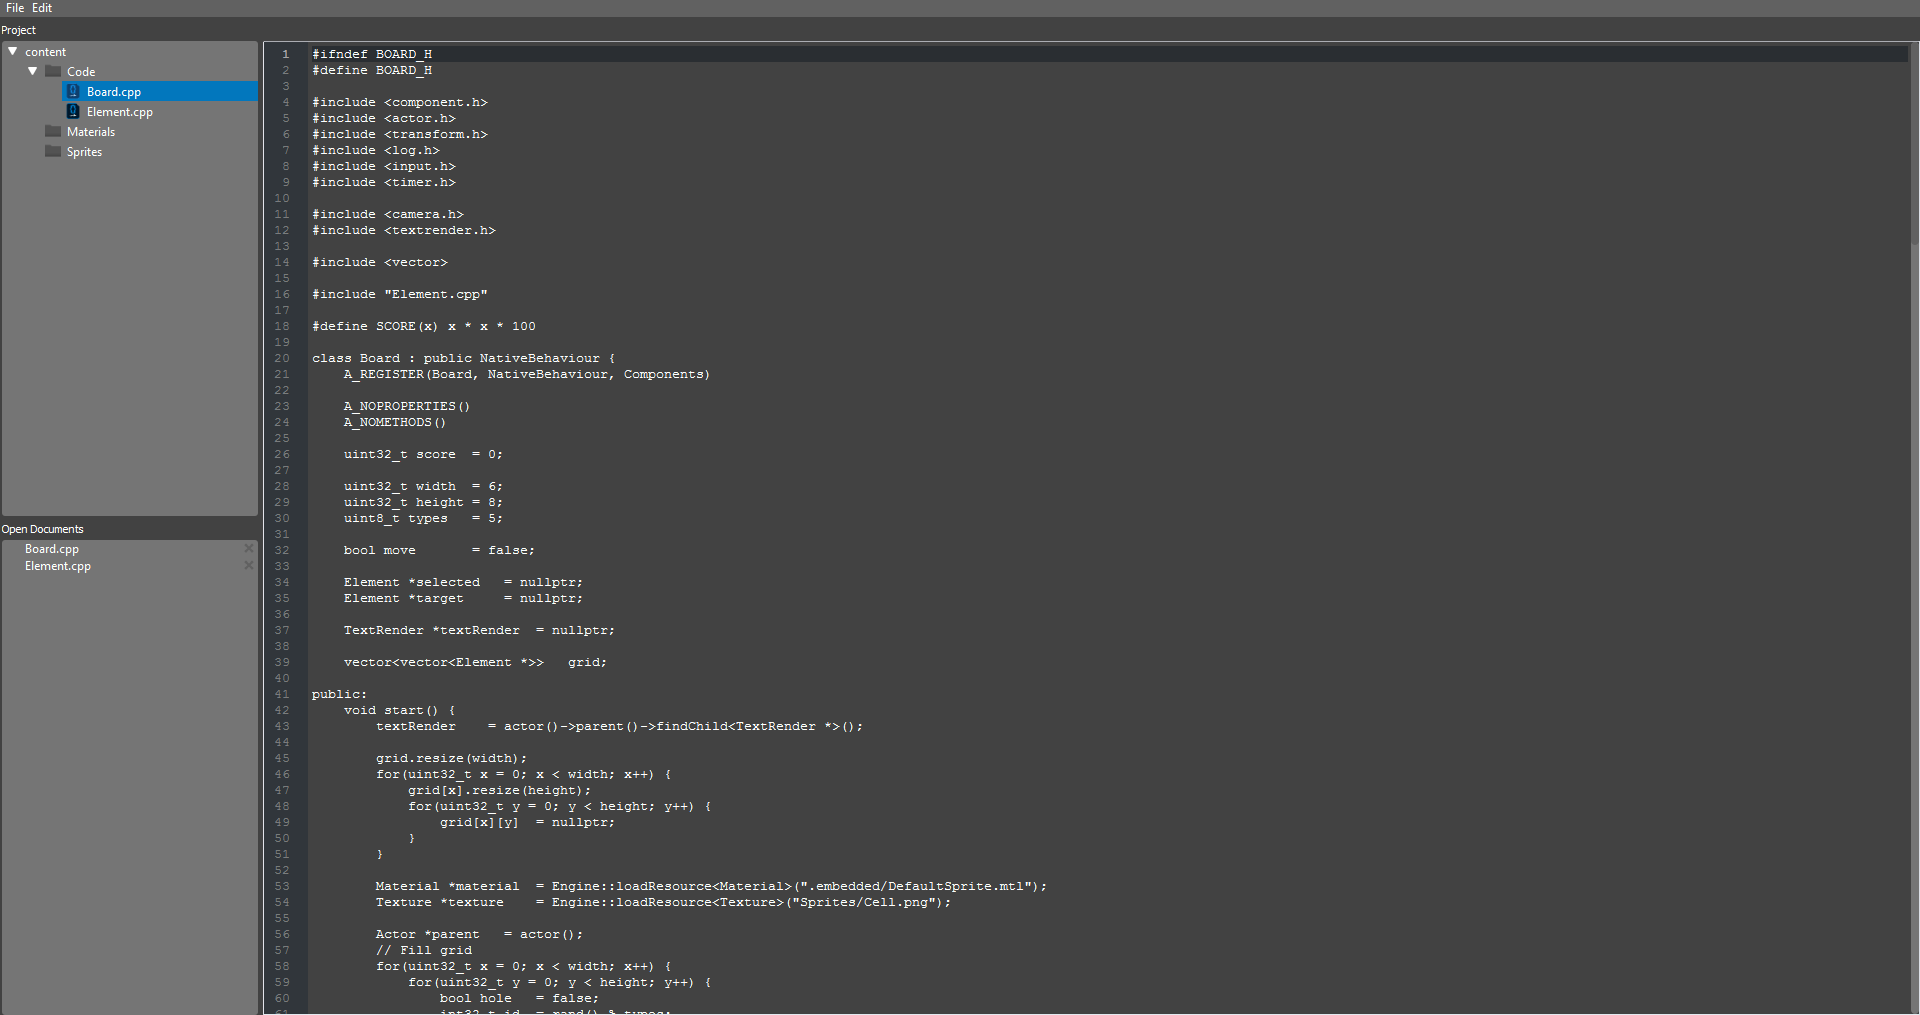 File Edit
Project
content
Code
Board.cpp
Element.cpp
Materials
Sprites
Open Documents
Board.cpp
Element.cpp
1 #ifndef BOARD_H
2 #define BOARD_H
3
4 #include <component.h>
5 #include <actor.h>
6 #include <transform.h>
7 #include <log.h>
8 #include <input.h>
9 #include <timer.h>
10
11 #include <camera.h>
12 #include <textrender.h>
13
14 #include <vector>
15
16 #include "Element.cpp"
17
18 #define SCORE(x) x * x * 100
19
20 class Board : public NativeBehaviour {
21     A_REGISTER(Board, NativeBehaviour, Components)
22
23     A_NOPROPERTIES()
24     A_NOMETHODS()
25
26     uint32_t score  = 0;
27
28     uint32_t width  = 6;
29     uint32_t height = 8;
30     uint8_t types   = 5;
31
32     bool move       = false;
33
34     Element *selected   = nullptr;
35     Element *target     = nullptr;
36
37     TextRender *textRender  = nullptr;
38
39     vector<vector<Element *>>   grid;
40
41 public:
42     void start() {
43         textRender    = actor()->parent()->findChild<TextRender *>();
44
45         grid.resize(width);
46         for(uint32_t x = 0; x < width; x++) {
47             grid[x].resize(height);
48             for(uint32_t y = 0; y < height; y++) {
49                 grid[x][y]  = nullptr;
50             }
51         }
52
53         Material *material  = Engine::loadResource<Material>(".embedded/DefaultSprite.mtl");
54         Texture *texture    = Engine::loadResource<Texture>("Sprites/Cell.png");
55
56         Actor *parent   = actor();
57         // Fill grid
58         for(uint32_t x = 0; x < width; x++) {
59             for(uint32_t y = 0; y < height; y++) {
60                 bool hole   = false;
61                 int32_t id  = rand() % types;